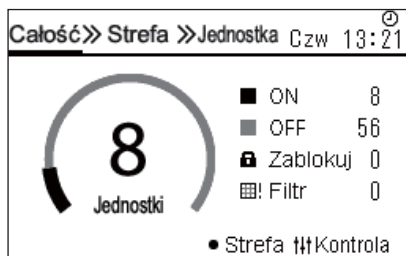 Całość» Strefa »Jednostka Czw 13:21
ON 8
OFF 56
8
Zablokuj 0
Jednostki
! Filtr 0
● Strefa Kontrola